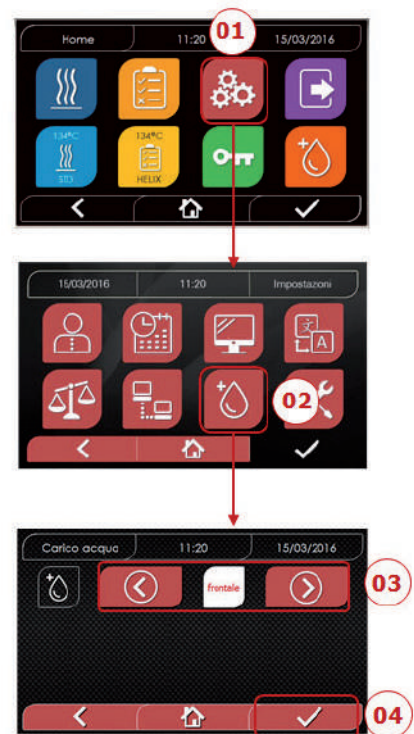 01
Home 11:20 15/03/2016
134°C 134°C
STD HELIX
15/03/2016 11:20 Impostazoni
文 A
02
Carico acqua 11:20 15/03/2016
frontale
03
04